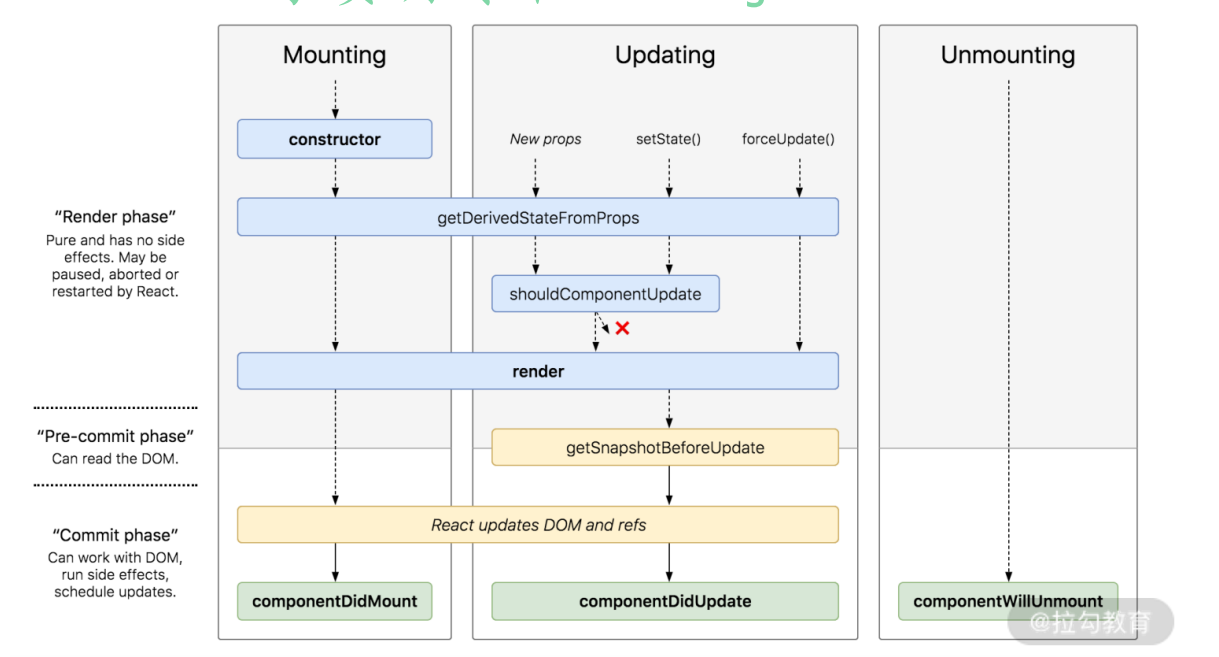 Mounting
Updating
Unmounting
constructor
New props
setState()
forceUpdate()
“Render phase”
Pure and has no side
effects. May be
paused, aborted or
restarted by React.
getDerivedStateFromProps
shouldComponentUpdate
render
“Pre-commit phase”
Can read the DOM.
getSnapshotBeforeUpdate
“Commit phase”
Can work with DOM,
run side effects,
schedule updates.
React updates DOM and refs
componentDidMount
componentDidUpdate
componentWillUnmount
@拉勾教育